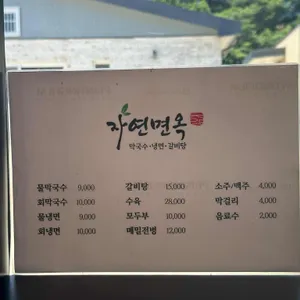 자연면옥
막국수·냉면·갈비탕
물막국수 9,000
회막국수 10,000
물냉면 9,000
회냉면 10,000
갈비탕 15,000
수육 28,000
모두부 10,000
메밀전병 12,000
소주/맥주 4,000
막걸리 4,000
음료수 2,000